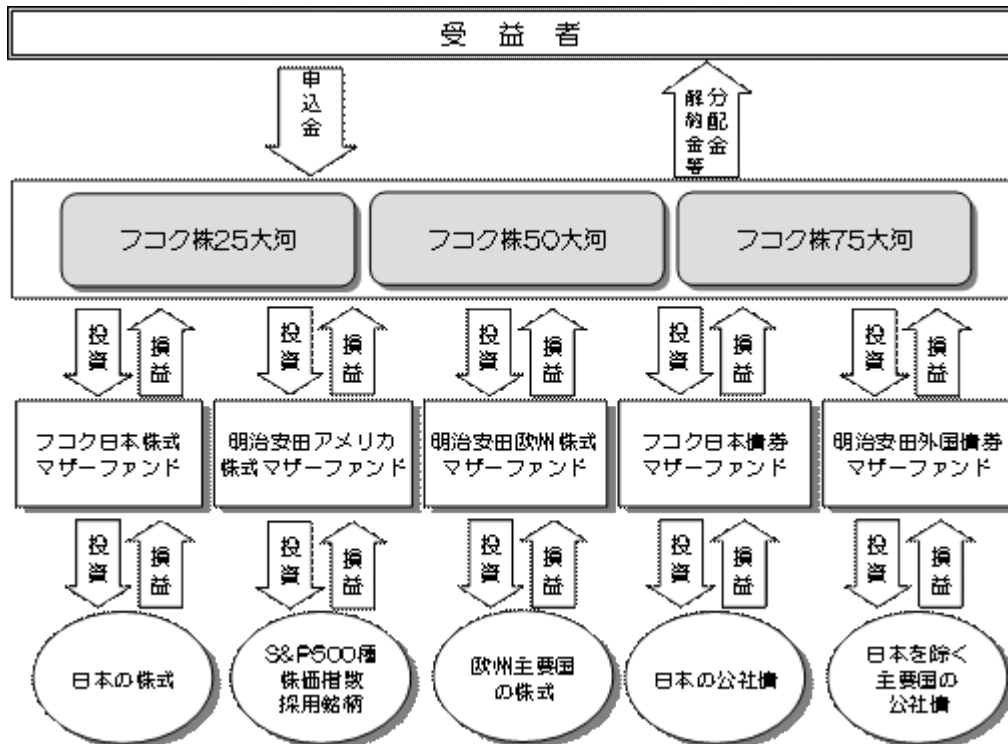 受益者
申込金
分配金
解約金等
フコク株25大河
フコク株50大河
フコク株75大河
投資
損益
投資
損益
投資
損益
投資
損益
投資
損益
フコク日本株式
マザーファンド
明治安田アメリカ
株式マザーファンド
明治安田欧州株式
マザーファンド
フコク日本債券
マザーファンド
明治安田外国債券
マザーファンド
投資
損益
投資
損益
投資
損益
投資
損益
投資
損益
日本の株式
S&P500種
株価指数
採用銘柄
欧州主要国
の株式
日本の公社債
日本を除く
主要国の
公社債